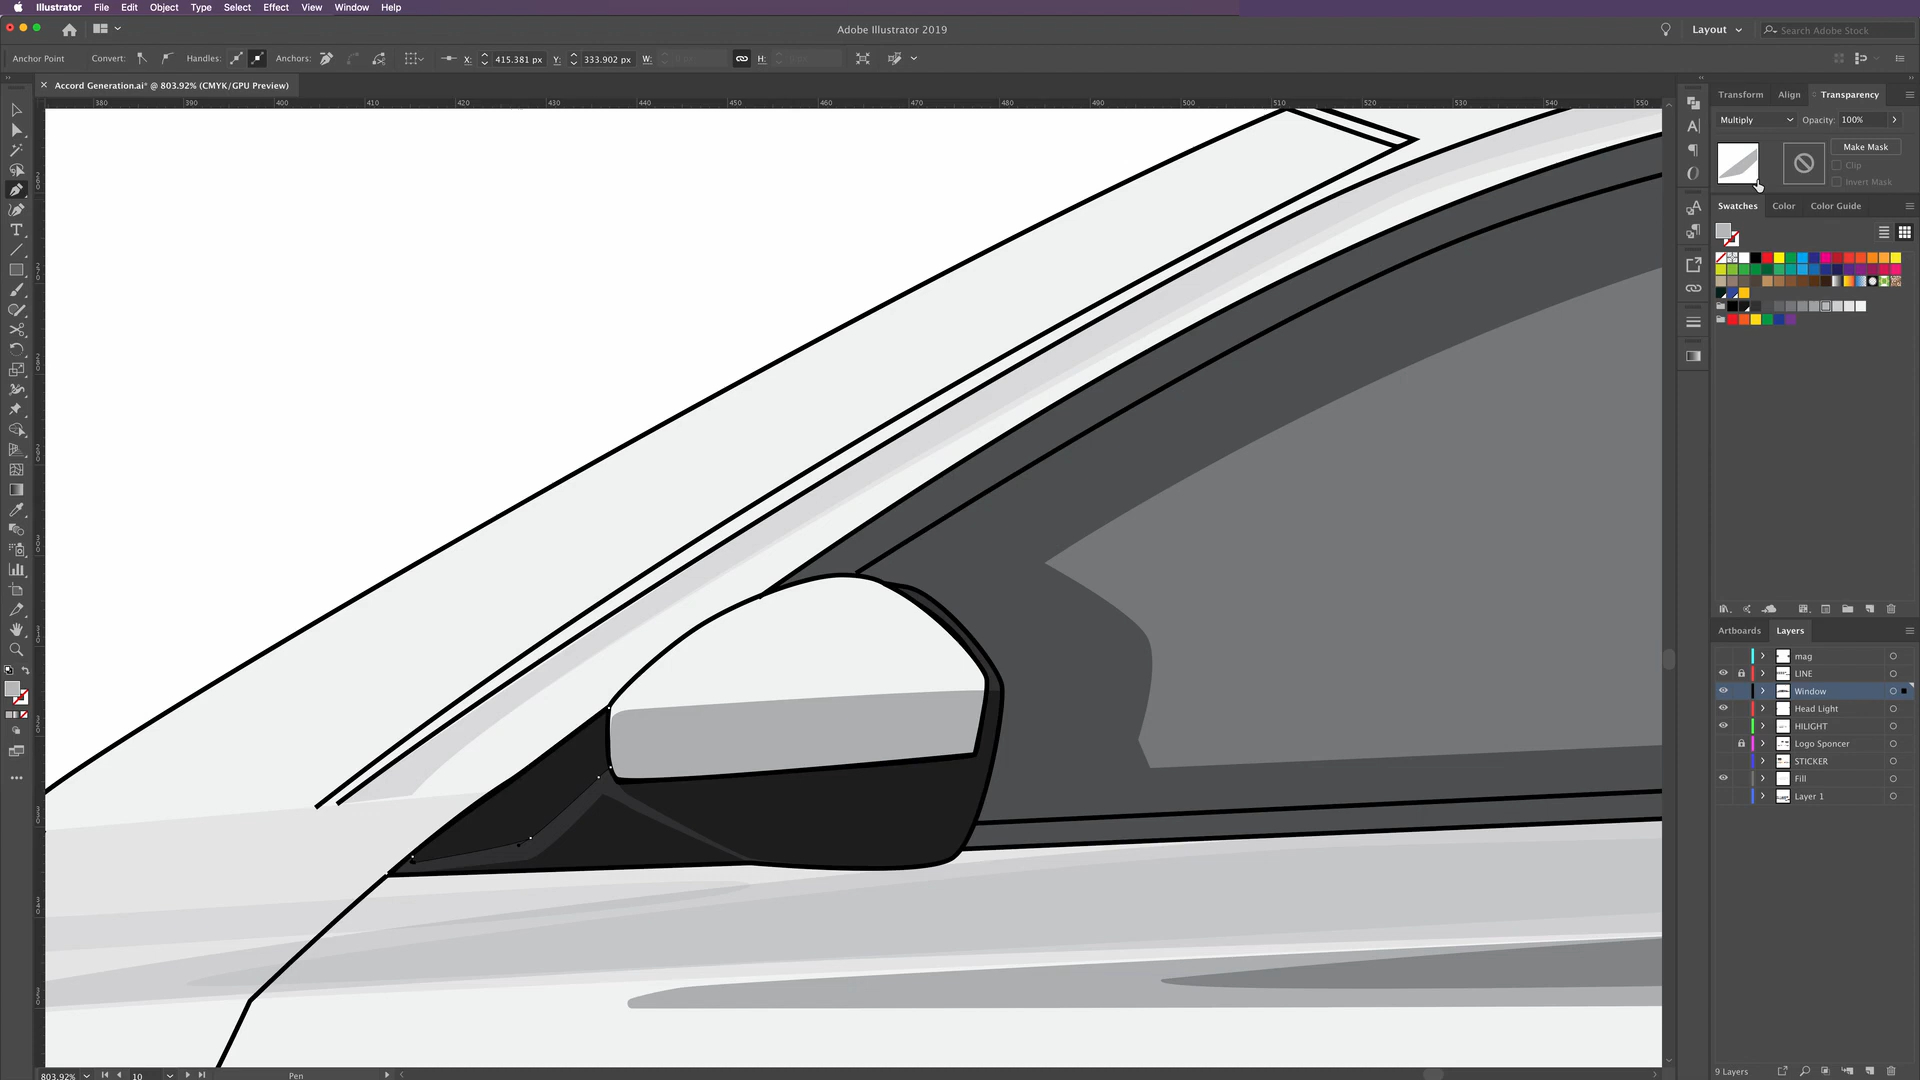 Illustrator File Edit Object Type Select Effect View Window Help
Adobe Illustrator 2019
Layout
Search Adobe Stock
Anchor Point Convert: Handles: Anchors: X: 415.381 px Y: 333.902 px W: H:
Accord Generation.ai* @ 803.92% (CMYK/GPU Preview)
380 390 400 410 420 430 440 450 460 470 480 490 500 510 520 530 540 550
Transform Align Transparency
Multiply Opacity: 100%
Make Mask
Clip
Invert Mask
Swatches Color Color Guide
Artboards Layers
mag
LINE
Window
Head Light
HILIGHT
Logo Sponcer
STICKER
Fill
Layer 1
9 Layers
803.92% 10 Pen